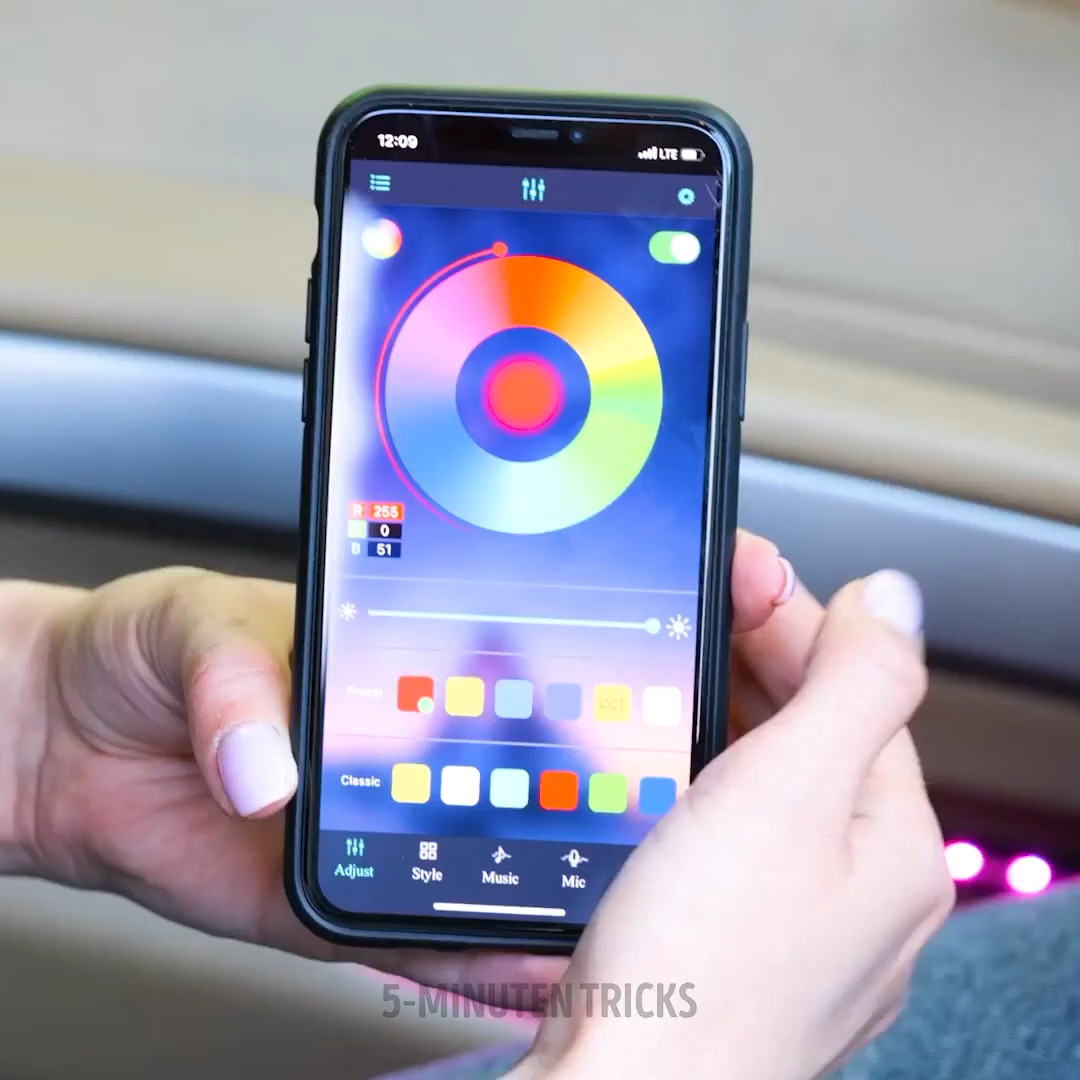 12:09
LTE
R 255
0
B 51
Preset
CCT
Classic
Adjust
Style
Music
Mic
5-MINUTEN TRICKS